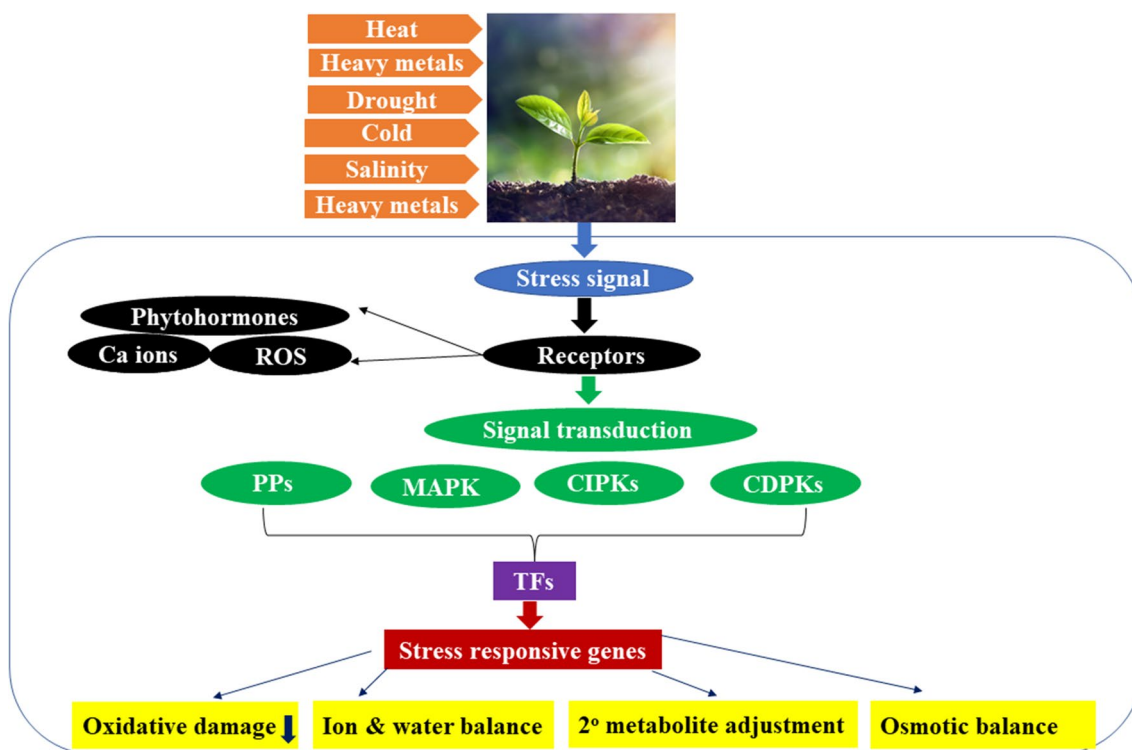 Heat
Heavy metals
Drought
Cold
Salinity
Heavy metals
Stress signal
Phytohormones
Ca ions
ROS
Receptors
Signal transduction
PPs
MAPK
CIPKs
CDPKs
TFs
Stress responsive genes
Oxidative damage
Ion & water balance
2º metabolite adjustment
Osmotic balance